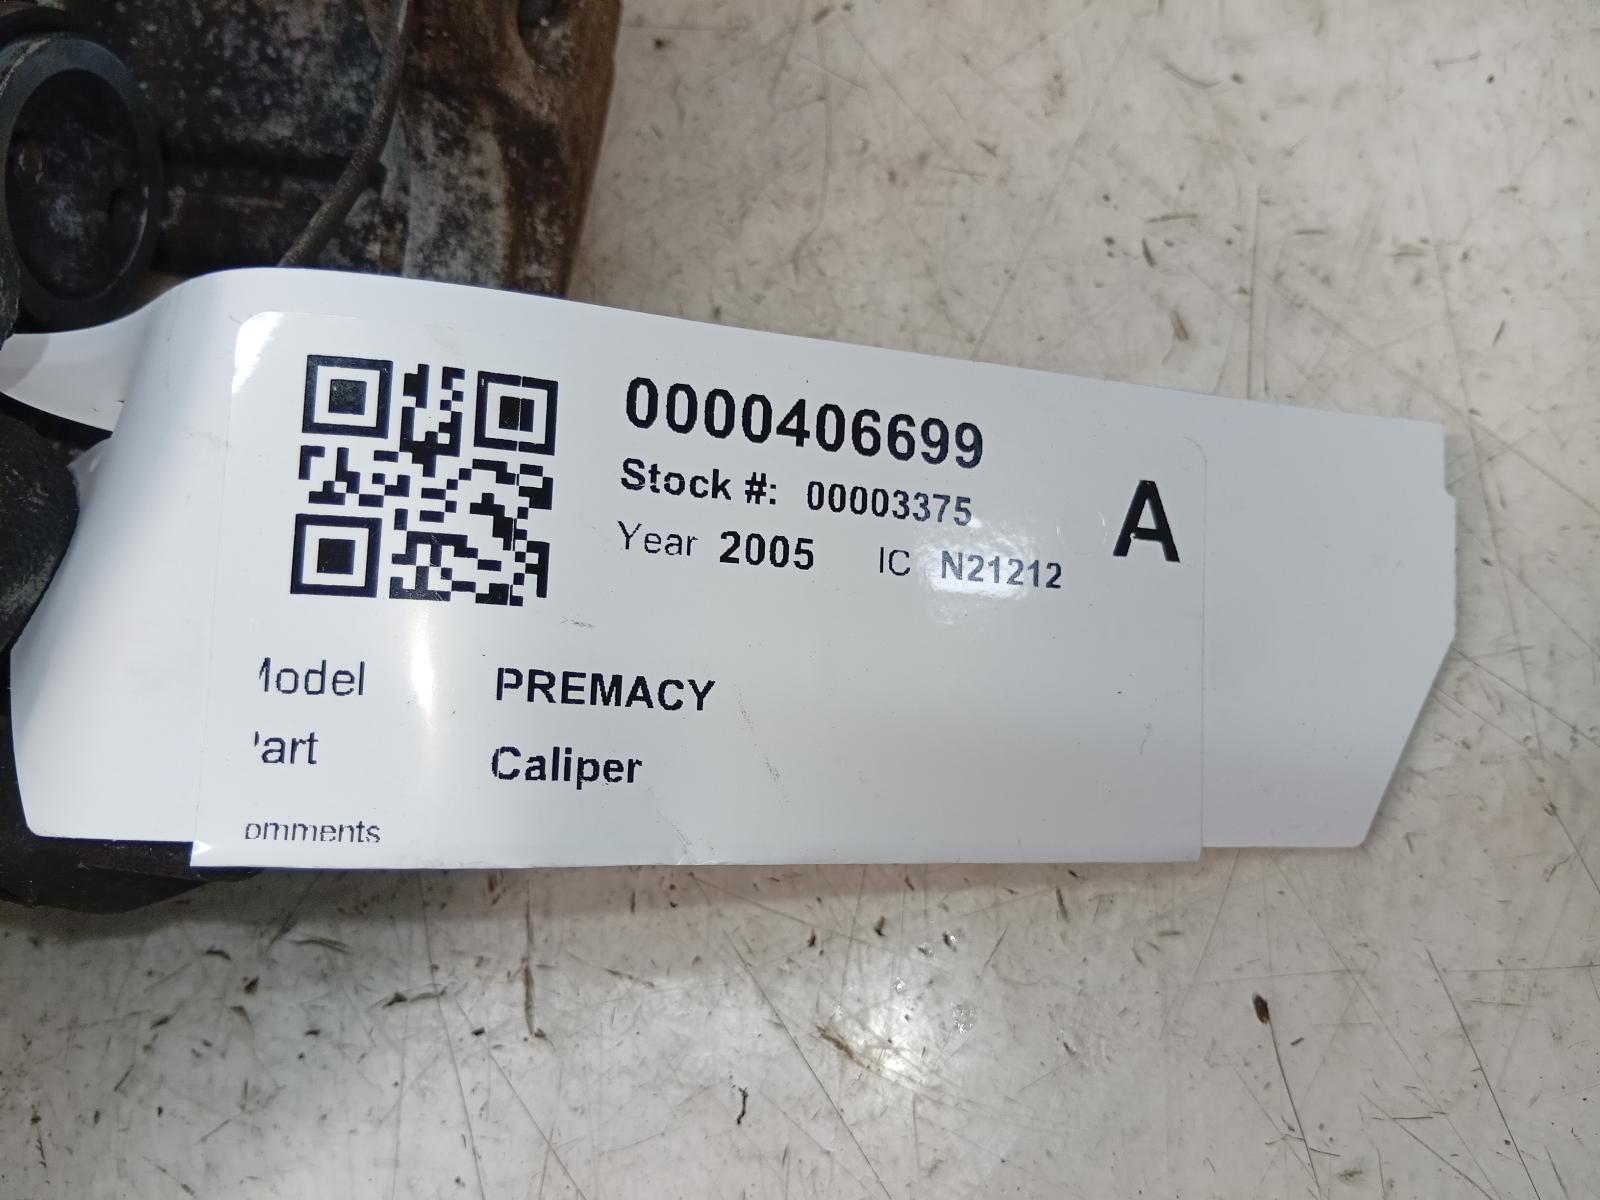 0000406699
Stock #: 00003375
A
Year 2005 IC N21212
Model PREMACY
Part Caliper
omments